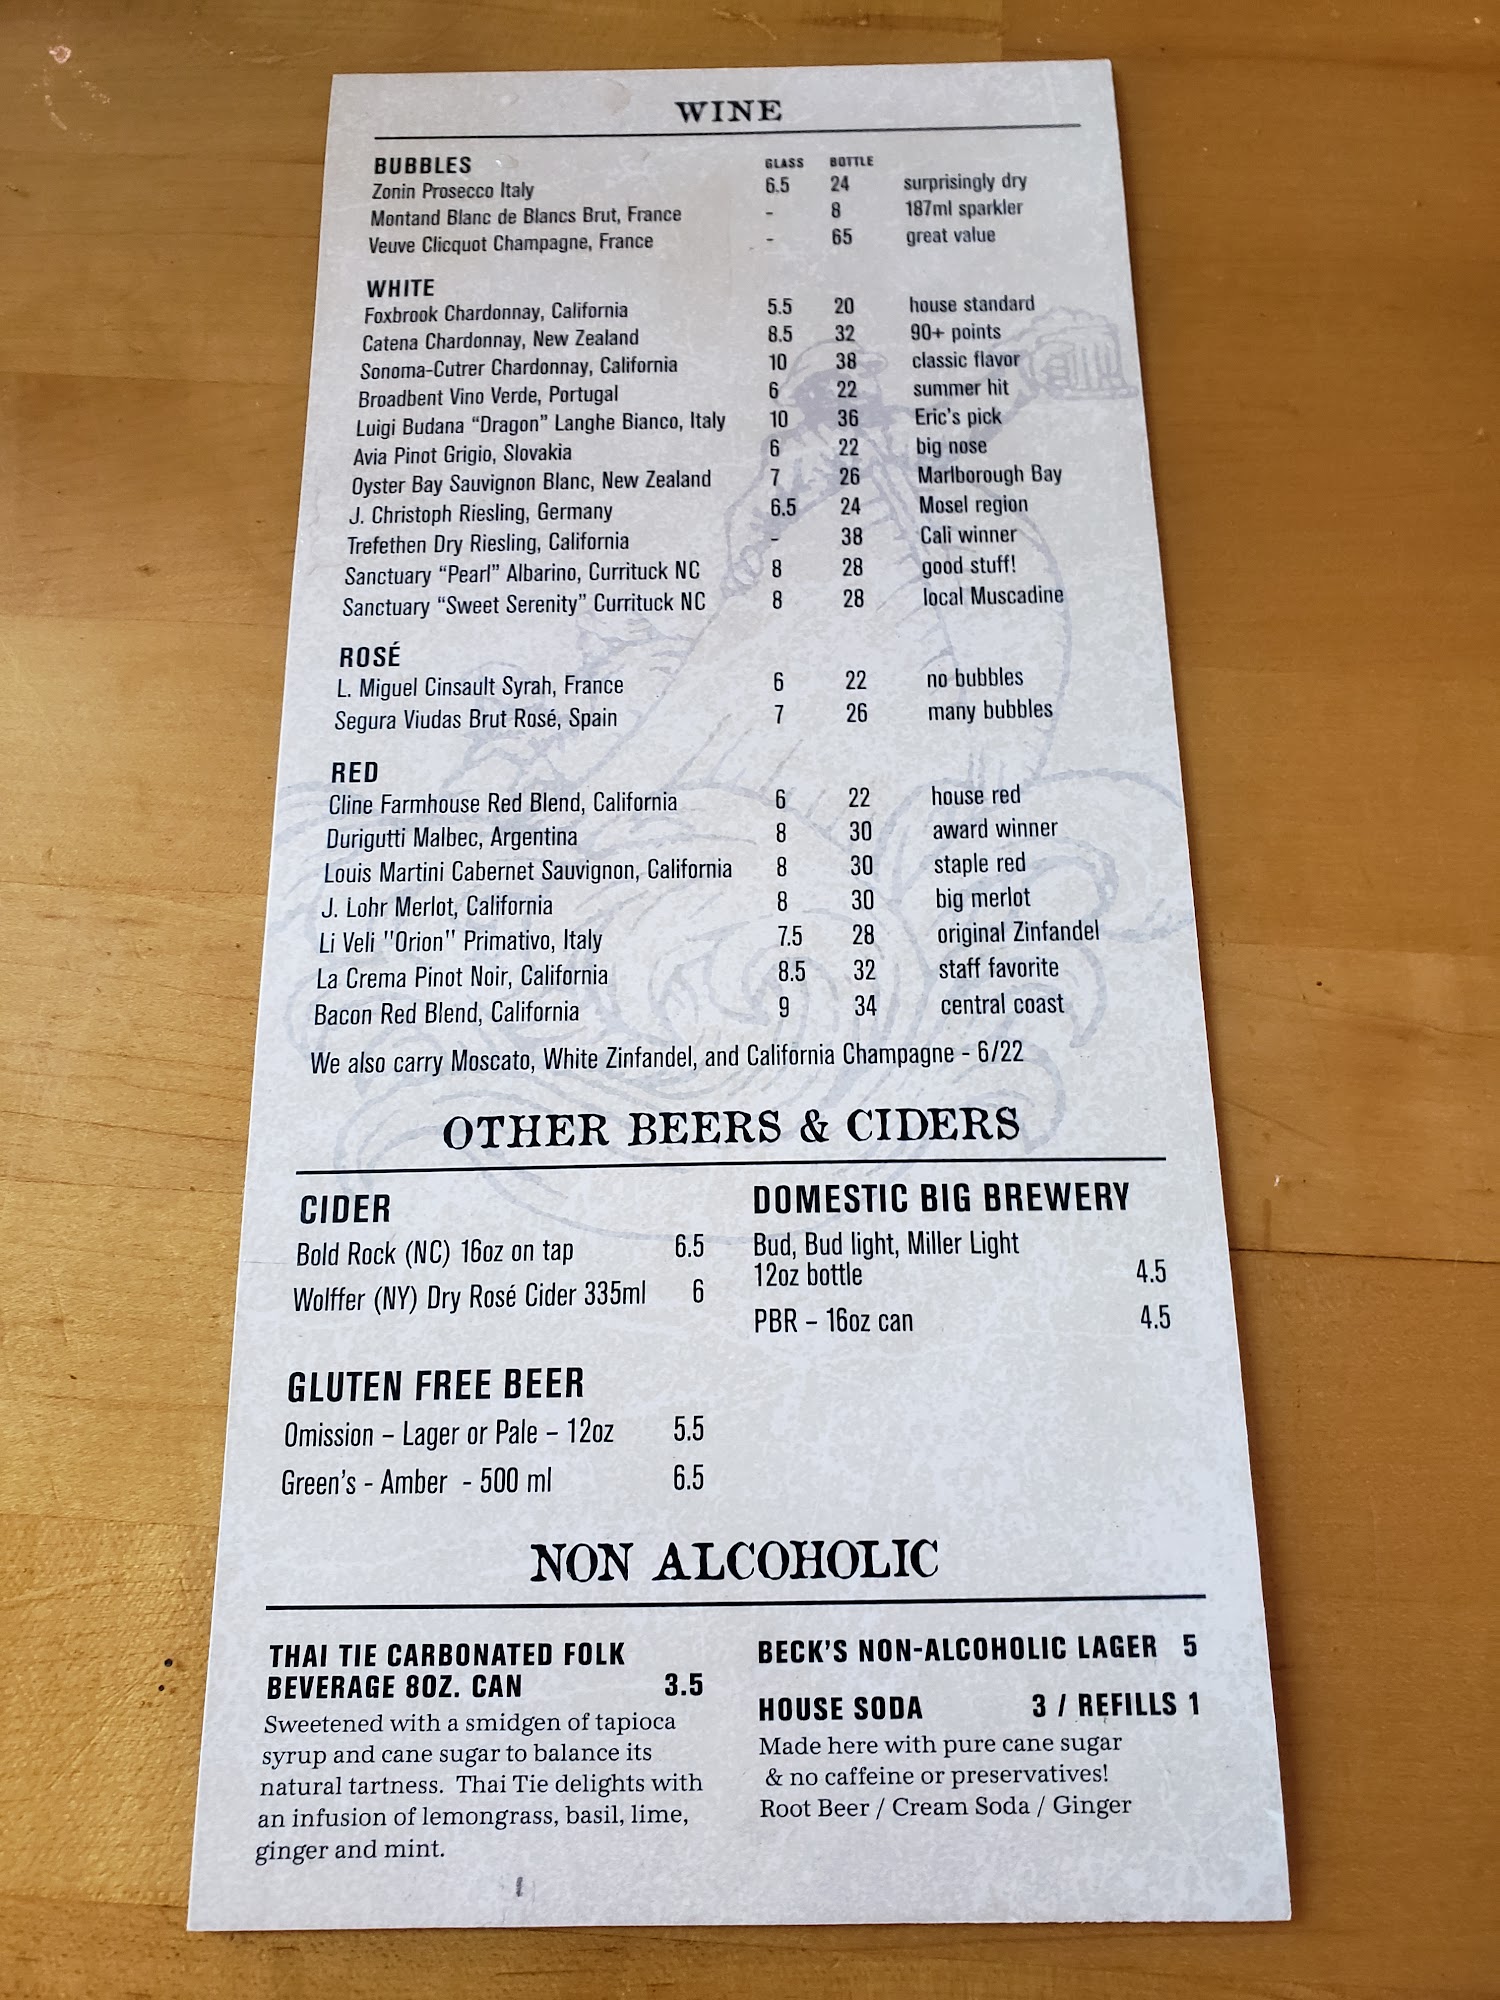 WINE
BUBBLES GLASS BOTTLE
Zonin Prosecco Italy 6.5 24 surprisingly dry
Montand Blanc de Blancs Brut, France - 8 187ml sparkler
Veuve Clicquot Champagne, France - 65 great value
WHITE
Foxbrook Chardonnay, California 5.5 20 house standard
Catena Chardonnay, New Zealand 8.5 32 90+ points
Sonoma-Cutrer Chardonnay, California 10 38 classic flavor
Broadbent Vino Verde, Portugal 6 22 summer hit
Luigi Budana "Dragon" Langhe Bianco, Italy 10 36 Eric's pick
Avia Pinot Grigio, Slovakia 6 22 big nose
Oyster Bay Sauvignon Blanc, New Zealand 7 26 Marlborough Bay
J. Christoph Riesling, Germany 6.5 24 Mosel region
Trefethen Dry Riesling, California - 38 Cali winner
Sanctuary "Pearl" Albarino, Currituck NC 8 28 good stuff!
Sanctuary "Sweet Serenity" Currituck NC 8 28 local Muscadine
ROSÉ
L. Miguel Cinsault Syrah, France 6 22 no bubbles
Segura Viudas Brut Rosé, Spain 7 26 many bubbles
RED
Cline Farmhouse Red Blend, California 6 22 house red
Durigutti Malbec, Argentina 8 30 award winner
Louis Martini Cabernet Sauvignon, California 8 30 staple red
J. Lohr Merlot, California 8 30 big merlot
Li Veli "Orion" Primativo, Italy 7.5 28 original Zinfandel
La Crema Pinot Noir, California 8.5 32 staff favorite
Bacon Red Blend, California 9 34 central coast
We also carry Moscato, White Zinfandel, and California Champagne - 6/22
OTHER BEERS & CIDERS
CIDER
Bold Rock (NC) 16oz on tap 6.5
Wolffer (NY) Dry Rosé Cider 335ml 6
GLUTEN FREE BEER
Omission – Lager or Pale – 12oz 5.5
Green's - Amber - 500 ml 6.5
DOMESTIC BIG BREWERY
Bud, Bud light, Miller Light
12oz bottle 4.5
PBR – 16oz can 4.5
NON ALCOHOLIC
THAI TIE CARBONATED FOLK
BEVERAGE 8OZ. CAN 3.5
Sweetened with a smidgen of tapioca
syrup and cane sugar to balance its
natural tartness. Thai Tie delights with
an infusion of lemongrass, basil, lime,
ginger and mint.
BECK'S NON-ALCOHOLIC LAGER 5
HOUSE SODA 3 / REFILLS 1
Made here with pure cane sugar
& no caffeine or preservatives!
Root Beer / Cream Soda / Ginger